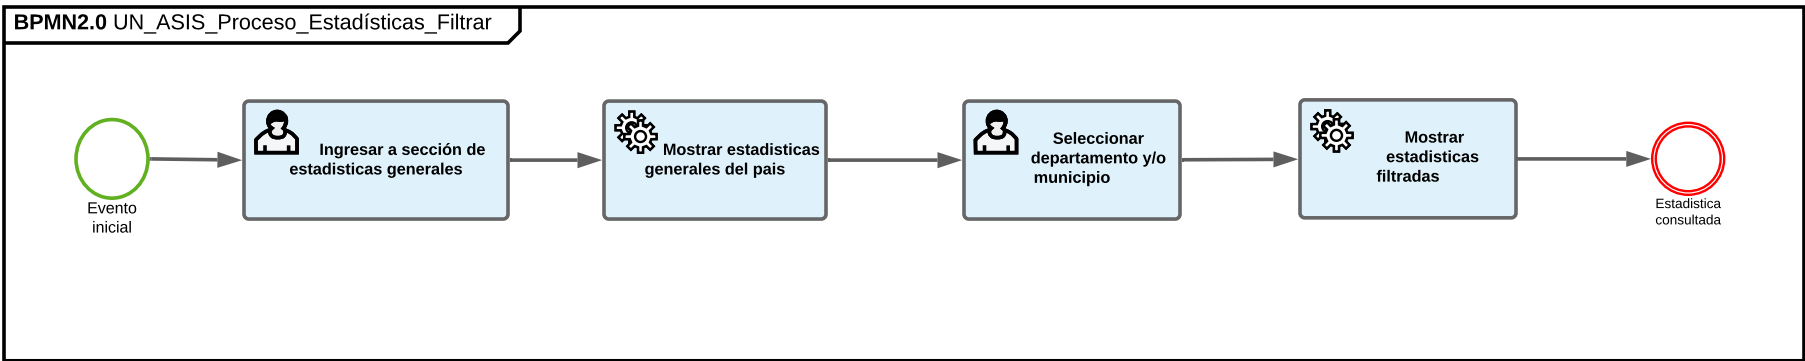 BPMN2.0 UN_ASIS_Proceso_Estadísticas_Filtrar
Evento
inicial
Ingresar a sección de
estadisticas generales
Mostrar estadisticas
generales del pais
Seleccionar
departamento y/o
municipio
Mostrar
estadisticas
filtradas
Estadistica
consultada